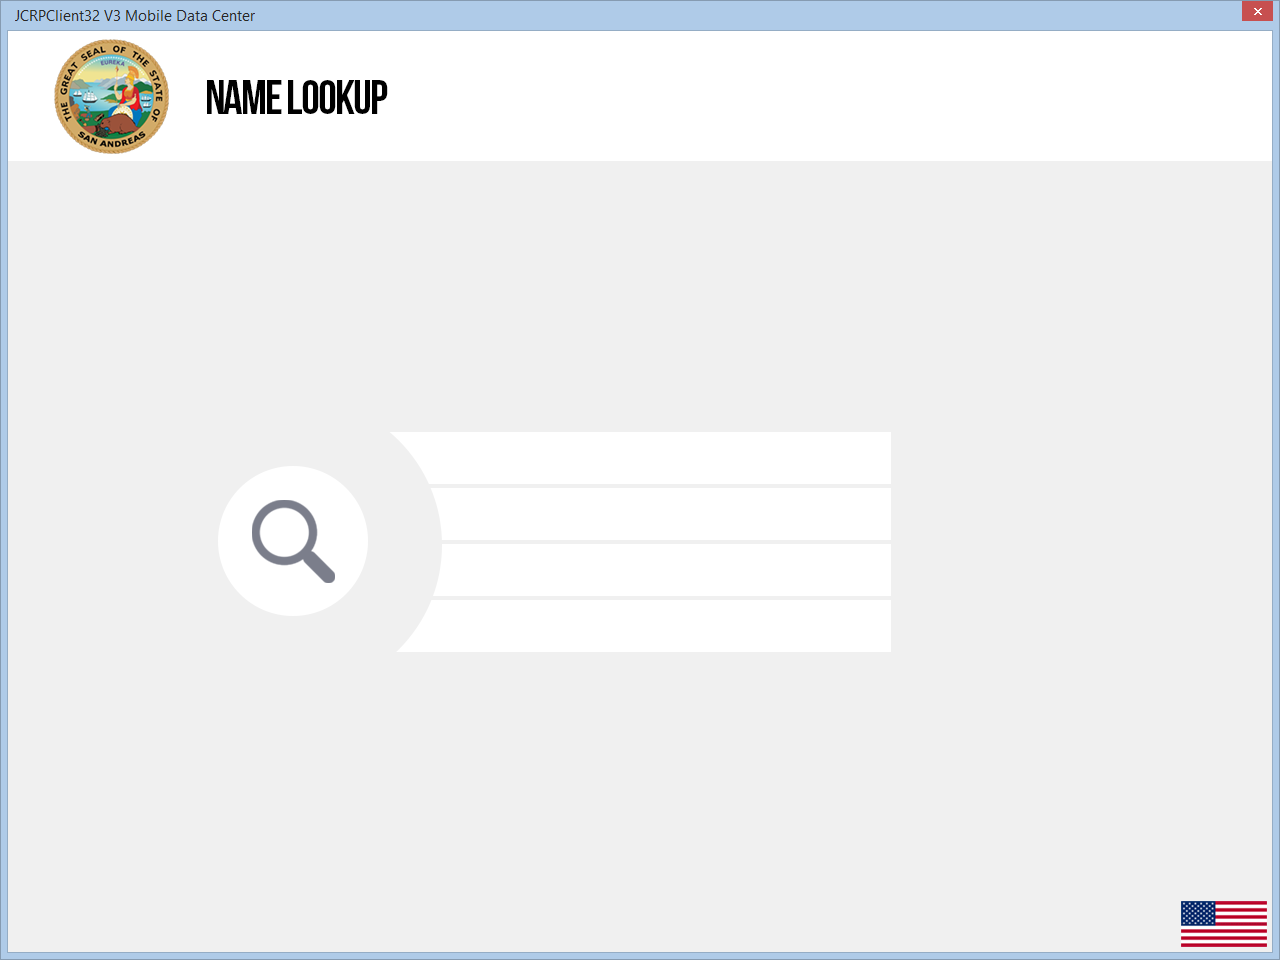 JCRPClient32 V3 Mobile Data Center
THE GREAT SEAL OF THE STATE OF
EUREKA
SAN ANDREAS
NAME LOOKUP